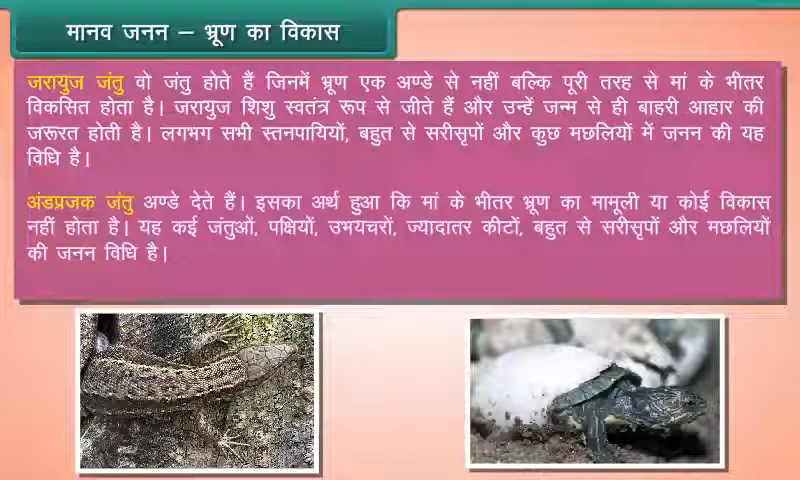 मानव जनन – भ्रूण का विकास
जरायुज जंतु वो जंतु होते हैं जिनमें भ्रूण एक अण्डे से नहीं बल्कि पूरी तरह से मां के भीतर
विकसित होता है। जरायुज शिशु स्वतंत्र रूप से जीते हैं और उन्हें जन्म से ही बाहरी आहार की
जरूरत होती है। लगभग सभी स्तनपायियों, बहुत से सरीसृपों और कुछ मछलियों में जनन की यह
विधि है।
अंडप्रजक जंतु अण्डे देते हैं। इसका अर्थ हुआ कि मां के भीतर भ्रूण का मामूली या कोई विकास
नहीं होता है। यह कई जंतुओं, पक्षियों, उभयचरों, ज्यादातर कीटों, बहुत से सरीसृपों और मछलियों
की जनन विधि है।